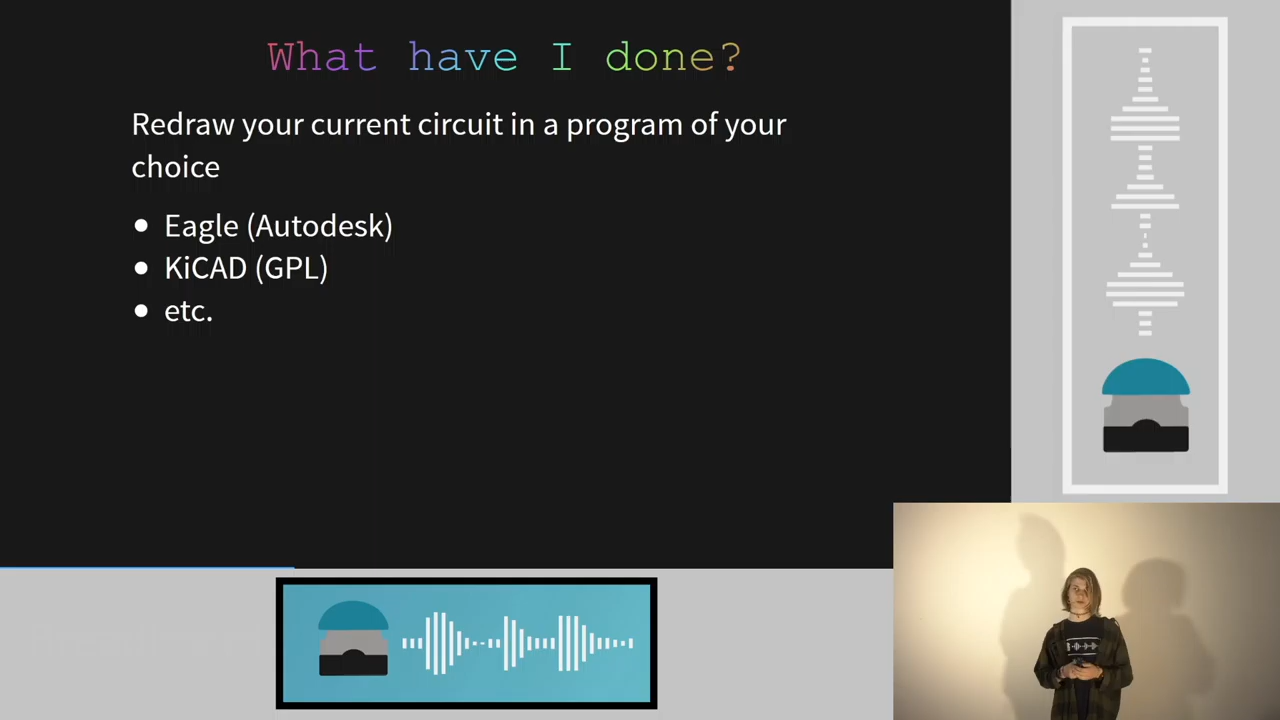 What have I done?
Redraw your current circuit in a program of your
choice
Eagle (Autodesk)
KiCAD (GPL)
etc.